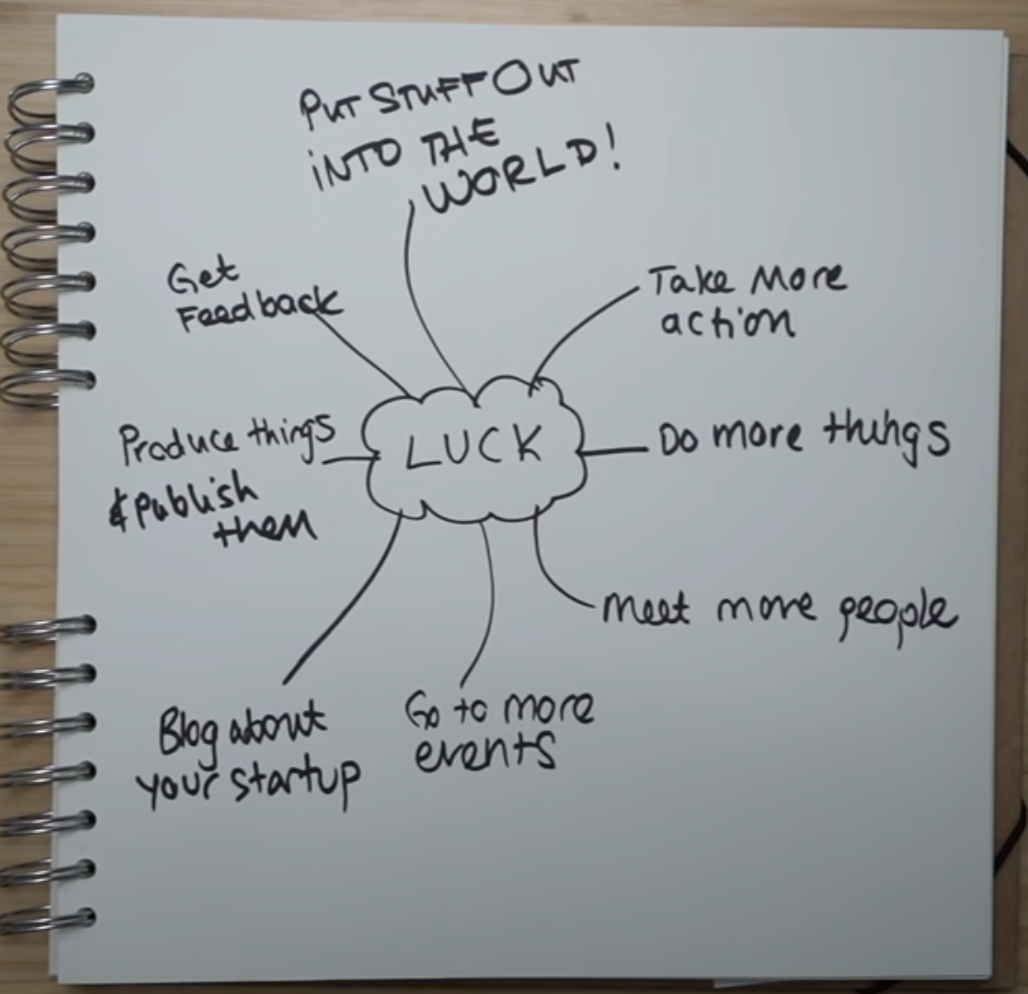 PUT STUFF OUT
INTO THE
WORLD!
Get
Feedback
Take More
action
Produce things
& publish
them
LUCK
Do more things
Meet more people
Blog about
your startup
Go to more
events